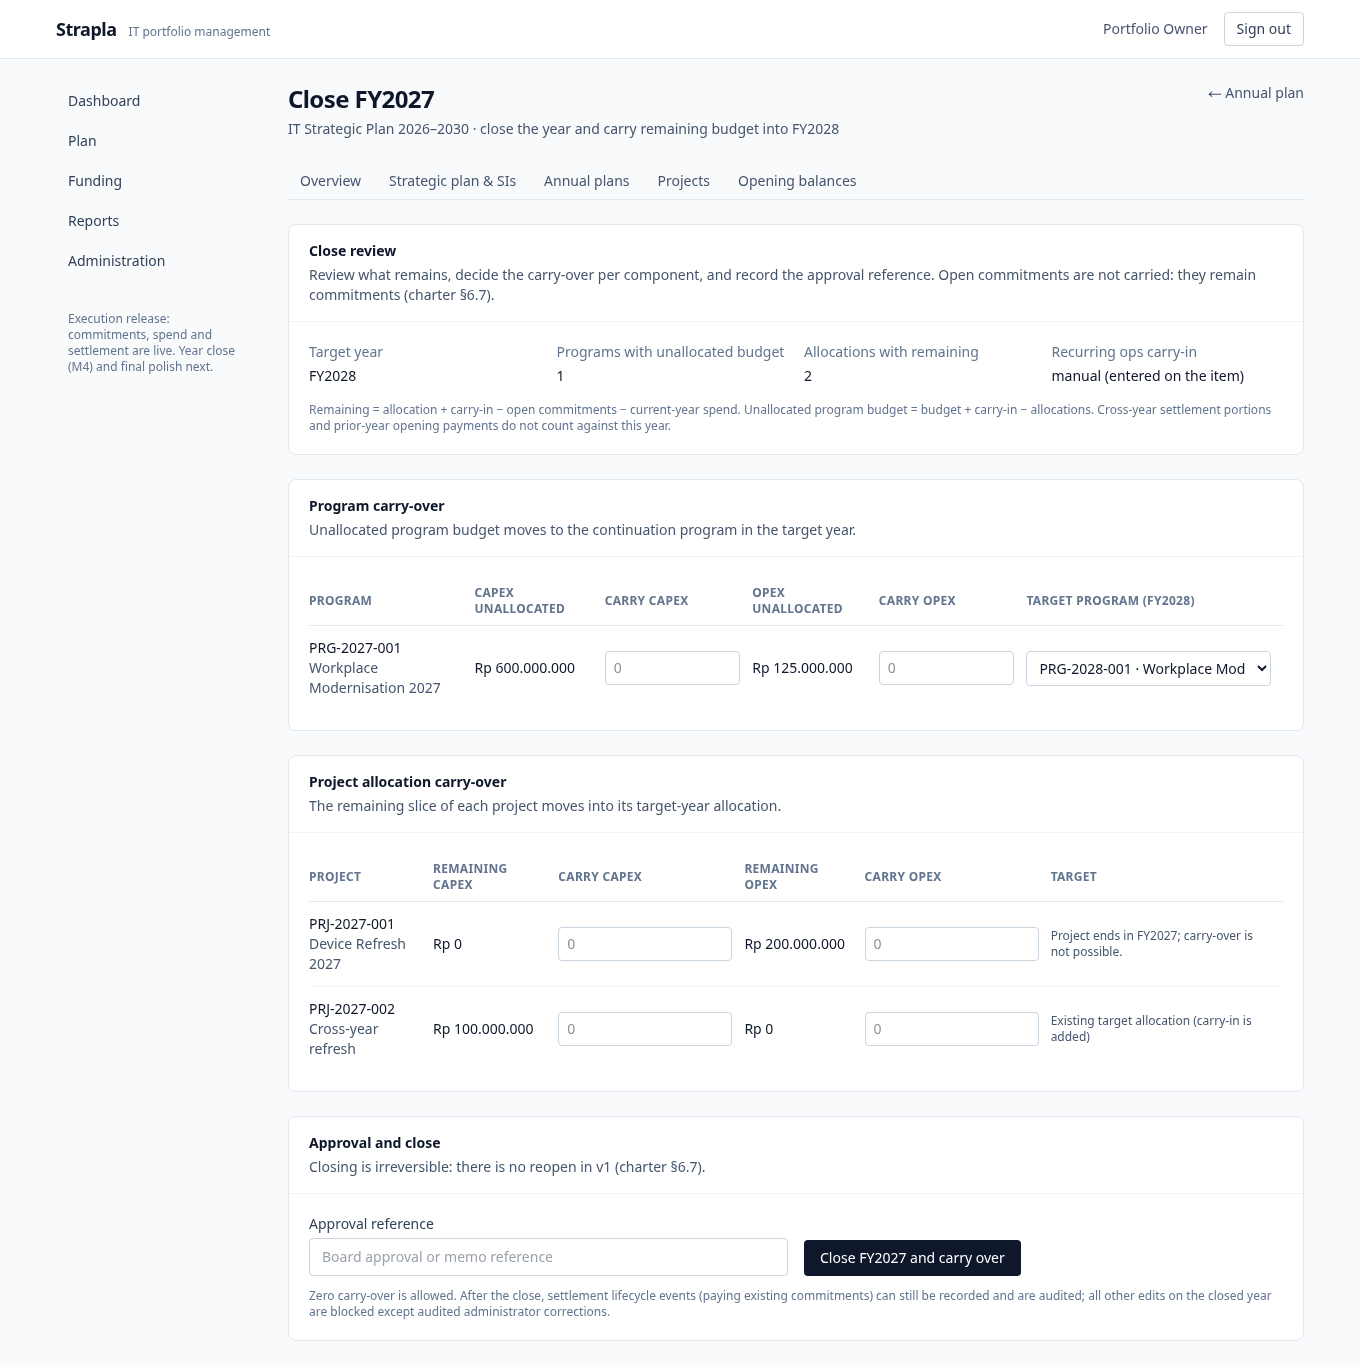 Strapla IT portfolio management
Portfolio Owner
Sign out
Dashboard
Plan
Funding
Reports
Administration
Execution release:
commitments, spend and
settlement are live. Year close
(M4) and final polish next.
Close FY2027
← Annual plan
IT Strategic Plan 2026–2030 · close the year and carry remaining budget into FY2028
Overview Strategic plan & SIs Annual plans Projects Opening balances
Close review
Review what remains, decide the carry-over per component, and record the approval reference. Open commitments are not carried: they remain
commitments (charter §6.7).
Target year Programs with unallocated budget Allocations with remaining Recurring ops carry-in
FY2028 1 2 manual (entered on the item)
Remaining = allocation + carry-in − open commitments − current-year spend. Unallocated program budget = budget + carry-in − allocations. Cross-year settlement portions
and prior-year opening payments do not count against this year.
Program carry-over
Unallocated program budget moves to the continuation program in the target year.
PROGRAM CAPEX UNALLOCATED CARRY CAPEX OPEX UNALLOCATED CARRY OPEX TARGET PROGRAM (FY2028)
PRG-2027-001
Workplace
Modernisation 2027
Rp 600.000.000 0 Rp 125.000.000 0 PRG-2028-001 · Workplace Mod
Project allocation carry-over
The remaining slice of each project moves into its target-year allocation.
PROJECT REMAINING CAPEX CARRY CAPEX REMAINING OPEX CARRY OPEX TARGET
PRJ-2027-001
Device Refresh
2027
Rp 0 0 Rp 200.000.000 0
Project ends in FY2027; carry-over is
not possible.
PRJ-2027-002
Cross-year
refresh
Rp 100.000.000 0 Rp 0 0
Existing target allocation (carry-in is
added)
Approval and close
Closing is irreversible: there is no reopen in v1 (charter §6.7).
Approval reference
Board approval or memo reference
Close FY2027 and carry over
Zero carry-over is allowed. After the close, settlement lifecycle events (paying existing commitments) can still be recorded and are audited; all other edits on the closed year
are blocked except audited administrator corrections.